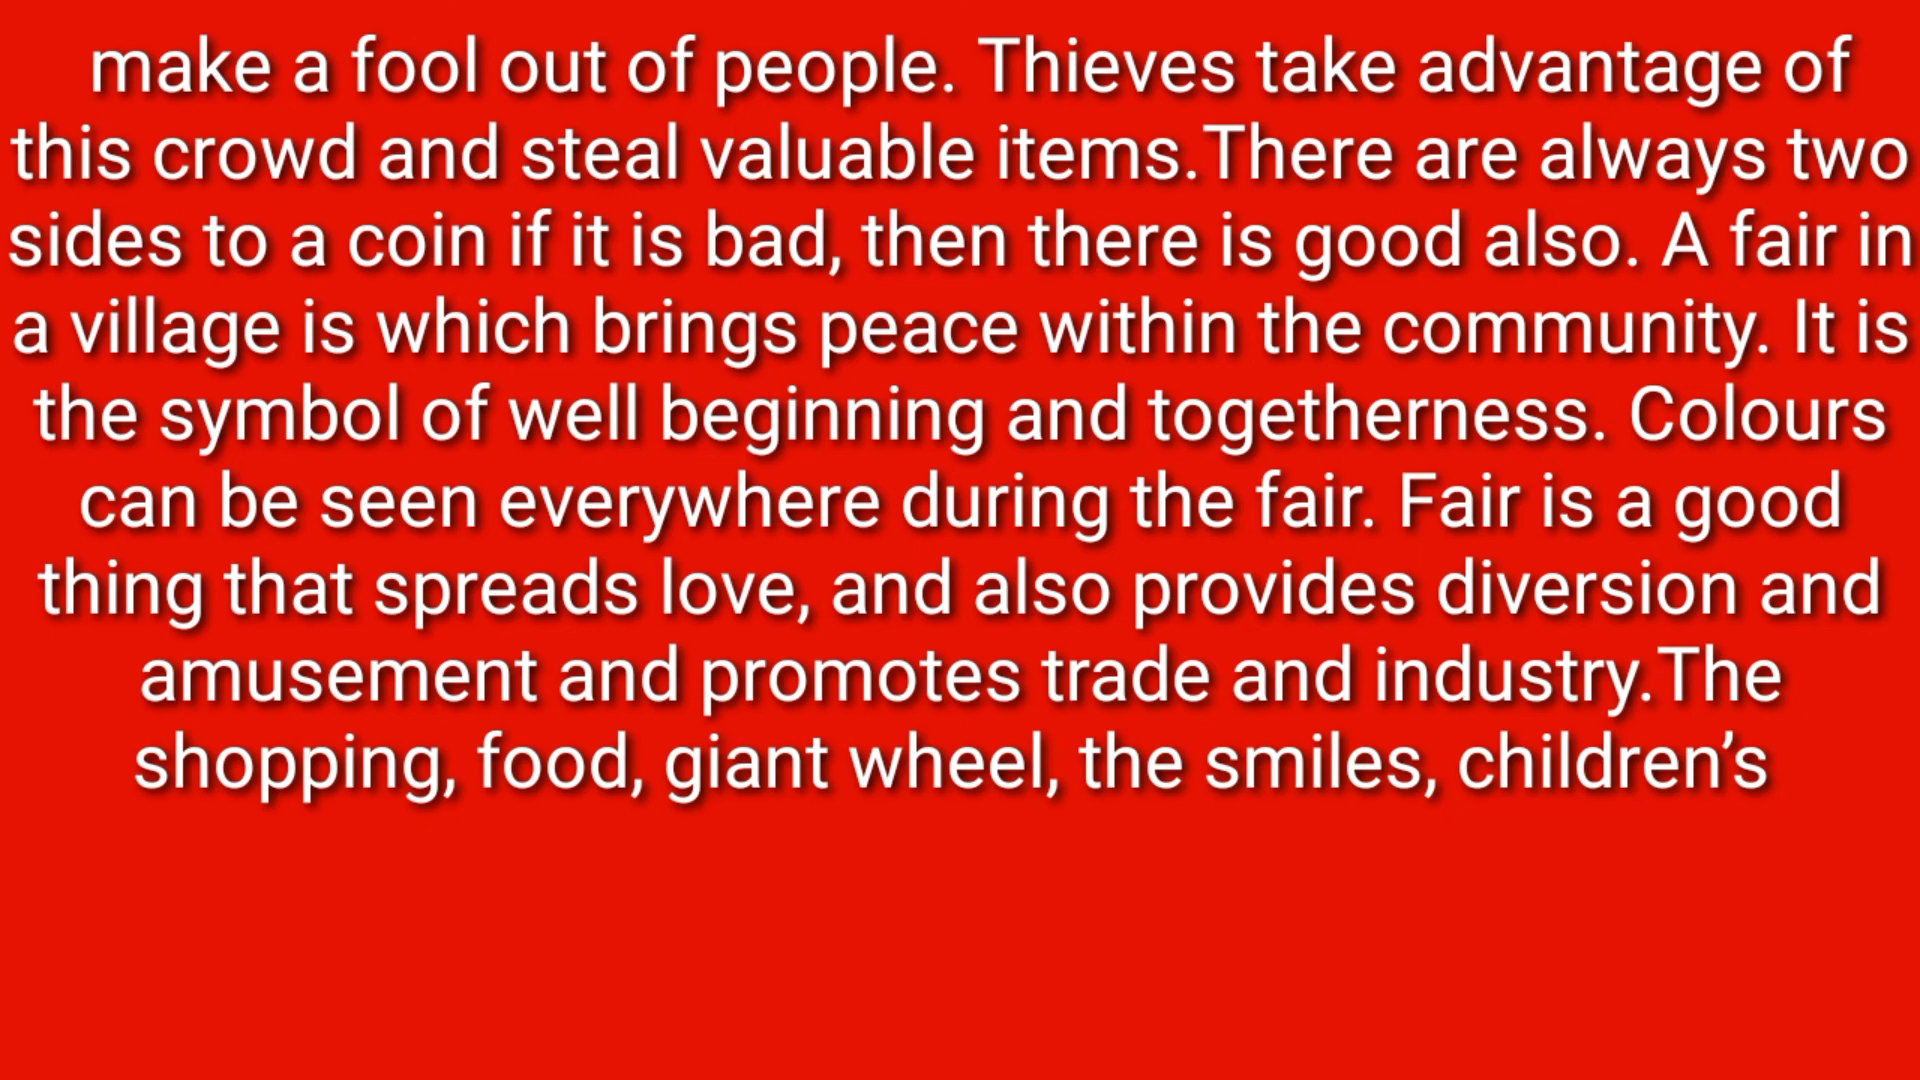 make a fool out of people. Thieves take advantage of
this crowd and steal valuable items.There are always two
sides to a coin if it is bad, then there is good also. A fair in
a village is which brings peace within the community. It is
the symbol of well beginning and togetherness. Colours
can be seen everywhere during the fair. Fair is a good
thing that spreads love, and also provides diversion and
amusement and promotes trade and industry.The
shopping, food, giant wheel, the smiles, children’s